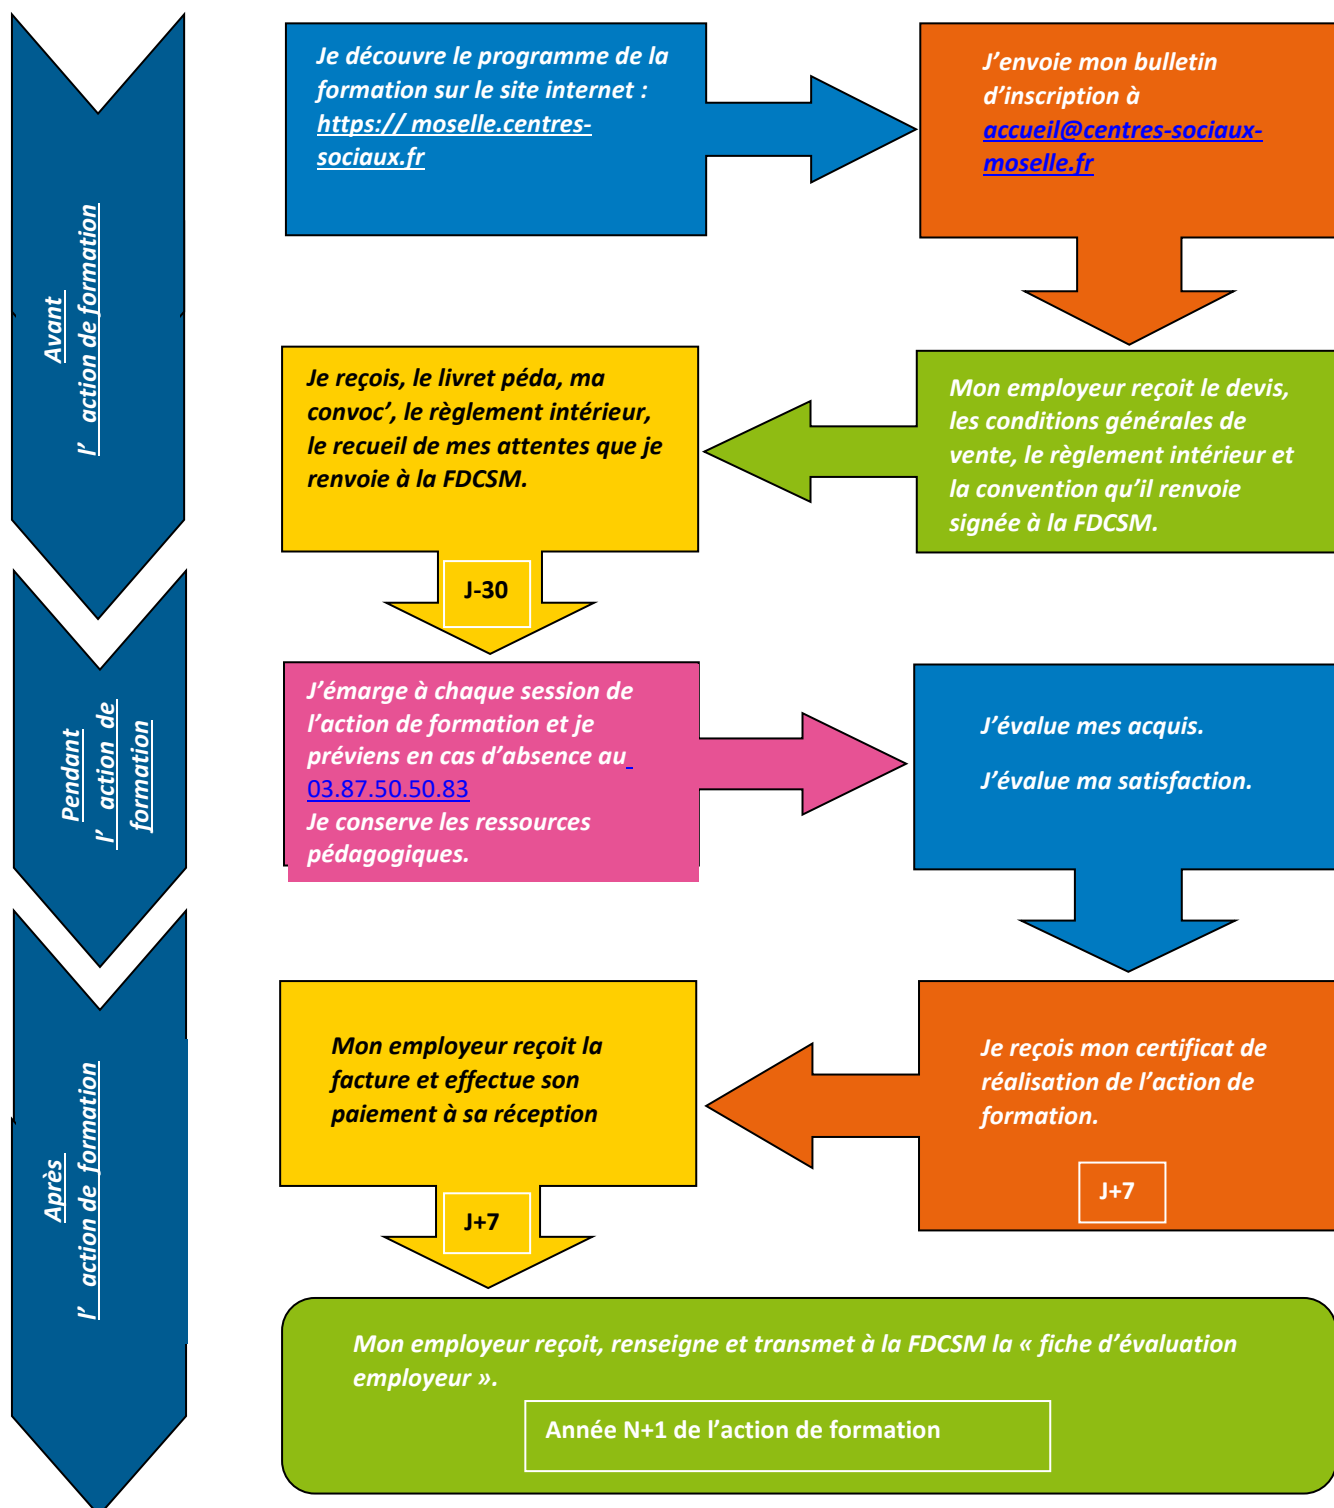 Avant
l’ action de formation
Je découvre le programme de la
formation sur le site internet :
https:// moselle.centres-
sociaux.fr
J’envoie mon bulletin
d’inscription à
accueil@centres-sociaux-
moselle.fr
Mon employeur reçoit le devis,
les conditions générales de
vente, le règlement intérieur et
la convention qu’il renvoie
signée à la FDCSM.
Je reçois, le livret péda, ma
convoc’, le règlement intérieur,
le recueil de mes attentes que je
renvoie à la FDCSM.
J-30
Pendant
l’ action de
formation
J’émarge à chaque session de
l’action de formation et je
préviens en cas d’absence au
03.87.50.50.83
Je conserve les ressources
pédagogiques.
J’évalue mes acquis.
J’évalue ma satisfaction.
Après
l’ action de formation
Je reçois mon certificat de
réalisation de l’action de
formation.
J+7
Mon employeur reçoit la
facture et effectue son
paiement à sa réception
J+7
Mon employeur reçoit, renseigne et transmet à la FDCSM la « fiche d’évaluation
employeur ».
Année N+1 de l’action de formation